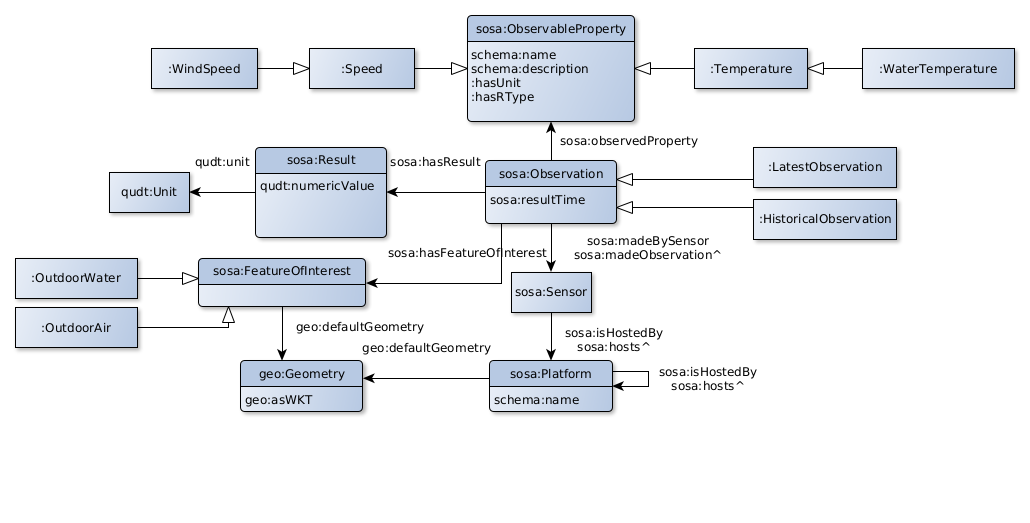 sosa:ObservableProperty
schema:name
schema:description
:hasUnit
:hasRType
:WindSpeed
:Speed
:Temperature
:WaterTemperature
sosa:observedProperty
qudt:unit
sosa:Result
qudt:numericValue
sosa:hasResult
sosa:Observation
sosa:resultTime
:LatestObservation
:HistoricalObservation
qudt:Unit
sosa:hasFeatureOfInterest
sosa:madeBySensor
sosa:madeObservation^
:OutdoorWater
sosa:FeatureOfInterest
sosa:Sensor
:OutdoorAir
geo:defaultGeometry
geo:defaultGeometry
sosa:isHostedBy
sosa:hosts^
geo:Geometry
geo:asWKT
sosa:Platform
schema:name
sosa:isHostedBy
sosa:hosts^